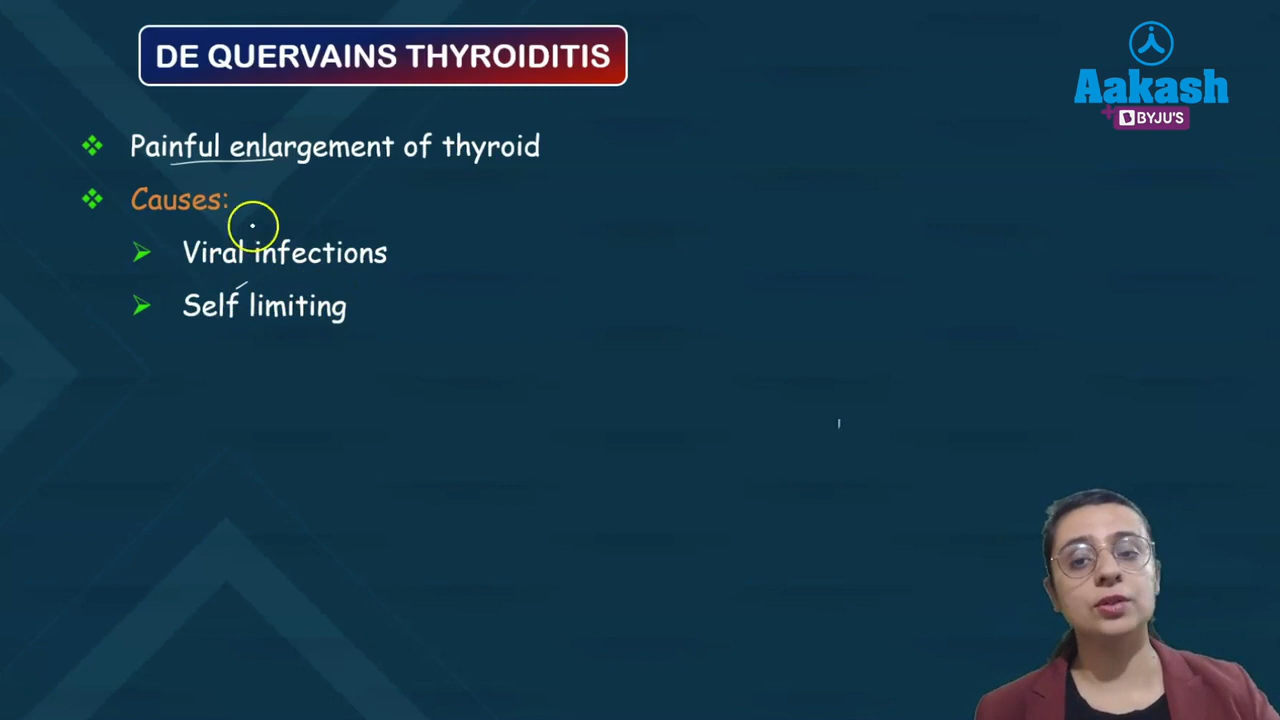 DE QUERVAINS THYROIDITIS
Aakash
BYJU'S
Painful enlargement of thyroid
Causes:
Viral infections
Self limiting